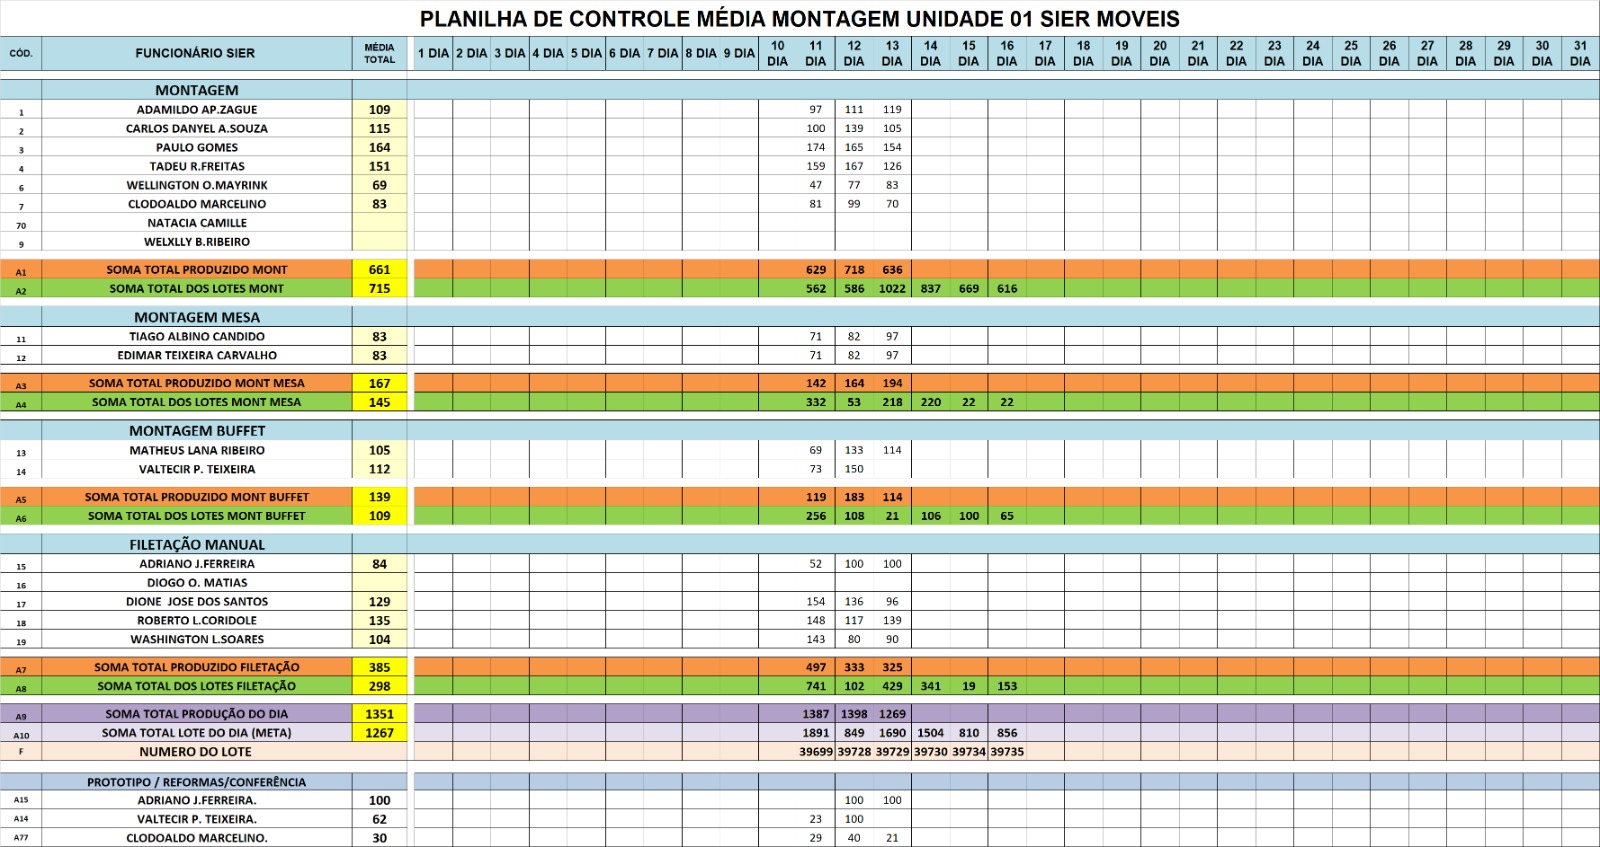 PLANILHA DE CONTROLE MÉDIA MONTAGEM UNIDADE 01 SIER MOVEIS
CÓD. FUNCIONÁRIO SIER MÉDIA TOTAL 1 DIA 2 DIA 3 DIA 4 DIA 5 DIA 6 DIA 7 DIA 8 DIA 9 DIA 10 DIA 11 DIA 12 DIA 13 DIA 14 DIA 15 DIA 16 DIA 17 DIA 18 DIA 19 DIA 20 DIA 21 DIA 22 DIA 23 DIA 24 DIA 25 DIA 26 DIA 27 DIA 28 DIA 29 DIA 30 DIA 31 DIA
MONTAGEM
1 ADAMILDO AP.ZAGUE 109 97 111 119
2 CARLOS DANYEL A.SOUZA 115 100 139 105
3 PAULO GOMES 164 174 165 154
4 TADEU R.FREITAS 151 159 167 126
6 WELLINGTON O.MAYRINK 69 47 77 83
7 CLODOALDO MARCELINO 83 81 99 70
70 NATACIA CAMILLE
9 WELXLLY B.RIBEIRO
A1 SOMA TOTAL PRODUZIDO MONT 661 629 718 636
A2 SOMA TOTAL DOS LOTES MONT 715 562 586 1022 837 669 616
MONTAGEM MESA
11 TIAGO ALBINO CANDIDO 83 71 82 97
12 EDIMAR TEIXEIRA CARVALHO 83 71 82 97
A3 SOMA TOTAL PRODUZIDO MONT MESA 167 142 164 194
A4 SOMA TOTAL DOS LOTES MONT MESA 145 332 53 218 220 22 22
MONTAGEM BUFFET
13 MATHEUS LANA RIBEIRO 105 69 133 114
14 VALTECIR P. TEIXEIRA 112 73 150
A5 SOMA TOTAL PRODUZIDO MONT BUFFET 139 119 183 114
A6 SOMA TOTAL DOS LOTES MONT BUFFET 109 256 108 21 106 100 65
FILETAÇÃO MANUAL
15 ADRIANO J.FERREIRA 84 52 100 100
16 DIOGO O. MATIAS
17 DIONE  JOSE DOS SANTOS 129 154 136 96
18 ROBERTO L.CORIDOLE 135 148 117 139
19 WASHINGTON L.SOARES 104 143 80 90
A7 SOMA TOTAL PRODUZIDO FILETAÇÃO 385 497 333 325
A8 SOMA TOTAL DOS LOTES FILETAÇÃO 298 741 102 429 341 19 153
A9 SOMA TOTAL PRODUÇÃO DO DIA 1351 1387 1398 1269
A10 SOMA TOTAL LOTE DO DIA (META) 1267 1891 849 1690 1504 810 856
F NUMERO DO LOTE 39699 39728 39729 39730 39734 39735
PROTOTIPO / REFORMAS/CONFERÊNCIA
A15 ADRIANO J.FERREIRA. 100 100 100
A14 VALTECIR P. TEIXEIRA. 62 23 100
A77 CLODOALDO MARCELINO. 30 29 40 21